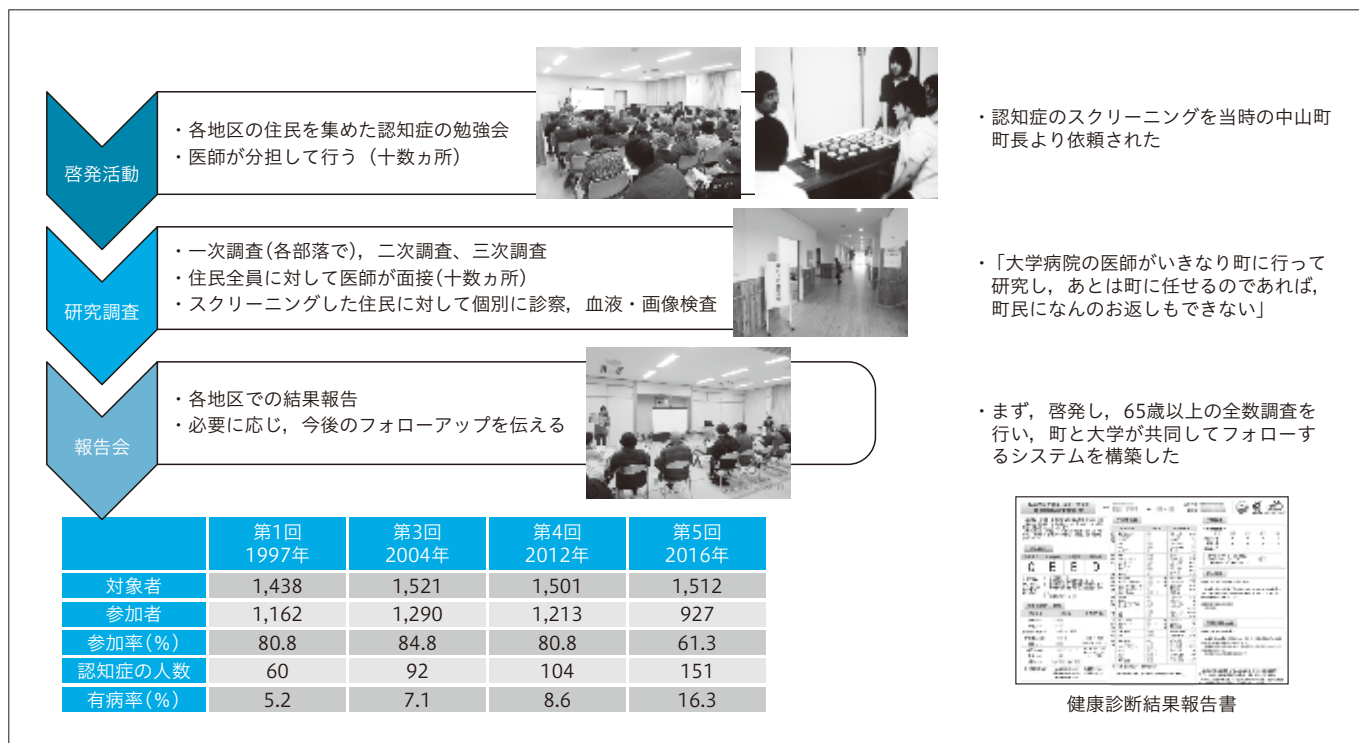 啓発活動
・各地区の住民を集めた認知症の勉強会
・医師が分担して行う（十数ヵ所）
研究調査
・一次調査(各部落で)，二次調査、三次調査
・住民全員に対して医師が面接(十数ヵ所)
・スクリーニングした住民に対して個別に診察，血液・画像検査
報告会
・各地区での結果報告
・必要に応じ，今後のフォローアップを伝える
・認知症のスクリーニングを当時の中山町
町長より依頼された
・「大学病院の医師がいきなり町に行って
研究し，あとは町に任せるのであれば，
町民になんのお返しもできない」
・まず，啓発し，65歳以上の全数調査を
行い，町と大学が共同してフォローす
るシステムを構築した
第1回 第3回 第4回 第5回
1997年 2004年 2012年 2016年
対象者 1,438 1,521 1,501 1,512
参加者 1,162 1,290 1,213 927
参加率(%) 80.8 84.8 80.8 61.3
認知症の人数 60 92 104 151
有病率(%) 5.2 7.1 8.6 16.3
健康診断結果報告書